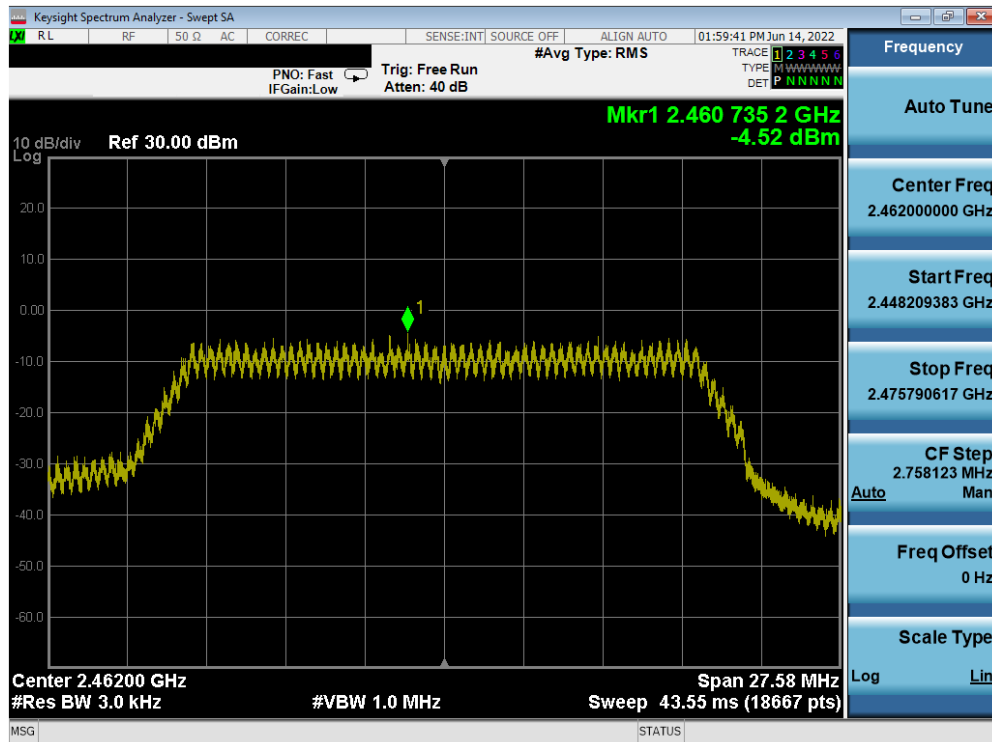 Keysight Spectrum Analyzer - Swept SA
LXI RL RF 50 Ω AC CORREC SENSE:INT SOURCE OFF ALIGN AUTO 01:59:41 PM Jun 14, 2022
#Avg Type: RMS
TRACE 1 2 3 4 5 6
PNO: Fast Trig: Free Run TYPE M W W W W W
IFGain:Low Atten: 40 dB DET P N N N N N
Mkr1 2.460 735 2 GHz
-4.52 dBm
10 dB/div Ref 30.00 dBm
Log
20.0
10.0
0.00
1
-10.0
-20.0
-30.0
-40.0
-50.0
-60.0
Center 2.46200 GHz Span 27.58 MHz
#Res BW 3.0 kHz #VBW 1.0 MHz Sweep 43.55 ms (18667 pts)
MSG STATUS
Frequency
Auto Tune
Center Freq
2.462000000 GHz
Start Freq
2.448209383 GHz
Stop Freq
2.475790617 GHz
CF Step
2.758123 MHz
Auto Man
Freq Offset
0 Hz
Scale Type
Log Lin